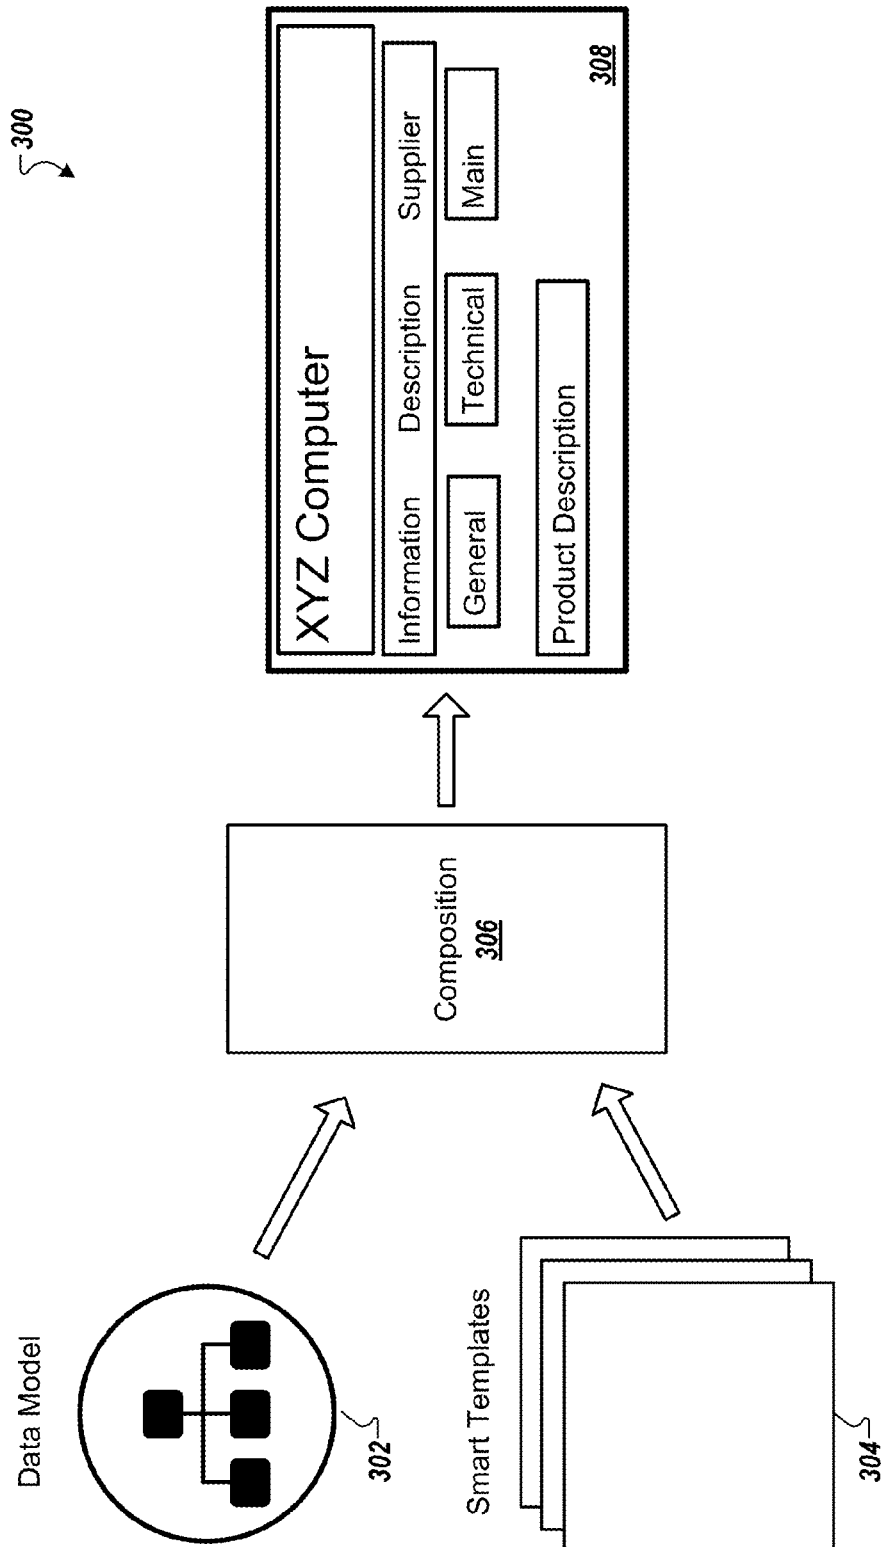 300
Data Model
302
Smart Templates
304
Composition
306
XYZ Computer
Information Description Supplier
General Technical Main
Product Description
308